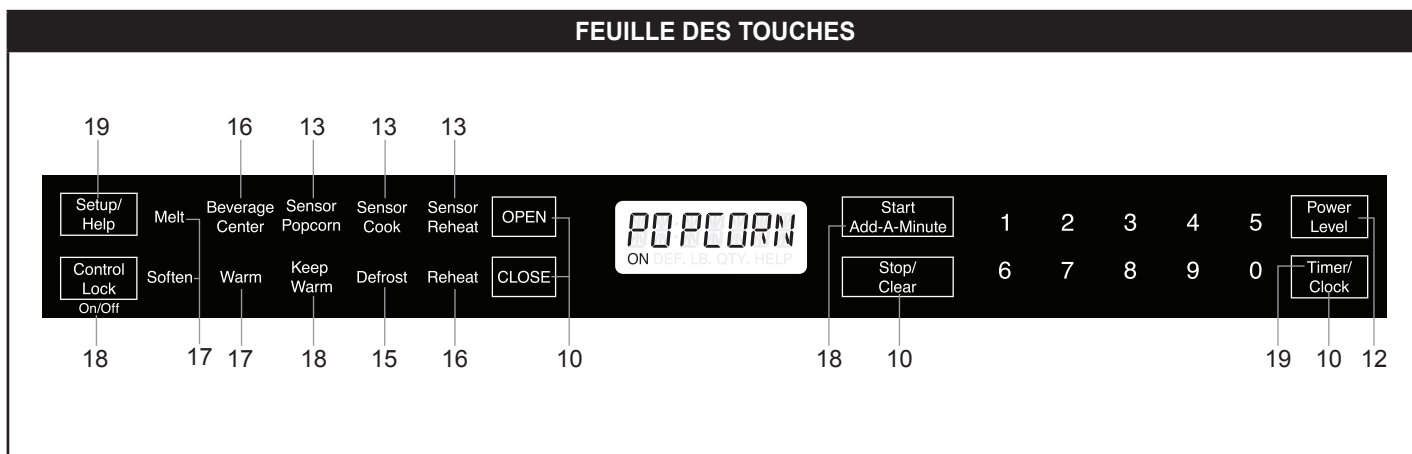 FEUILLE DES TOUCHES
19 16 13 13 13
Setup/
Help
Melt
Beverage
Center
Sensor
Popcorn
Sensor
Cook
Sensor
Reheat
OPEN
POPCORN
ON DEF. LB. QTY. HELP
Start
Add-A-Minute
1 2 3 4 5
Power
Level
Control
Lock
On/Off
Soften
Warm
Keep
Warm
Defrost
Reheat
CLOSE
Stop/
Clear
6 7 8 9 0
Timer/
Clock
18 17 17 18 15 16 10 18 10 19 10 12